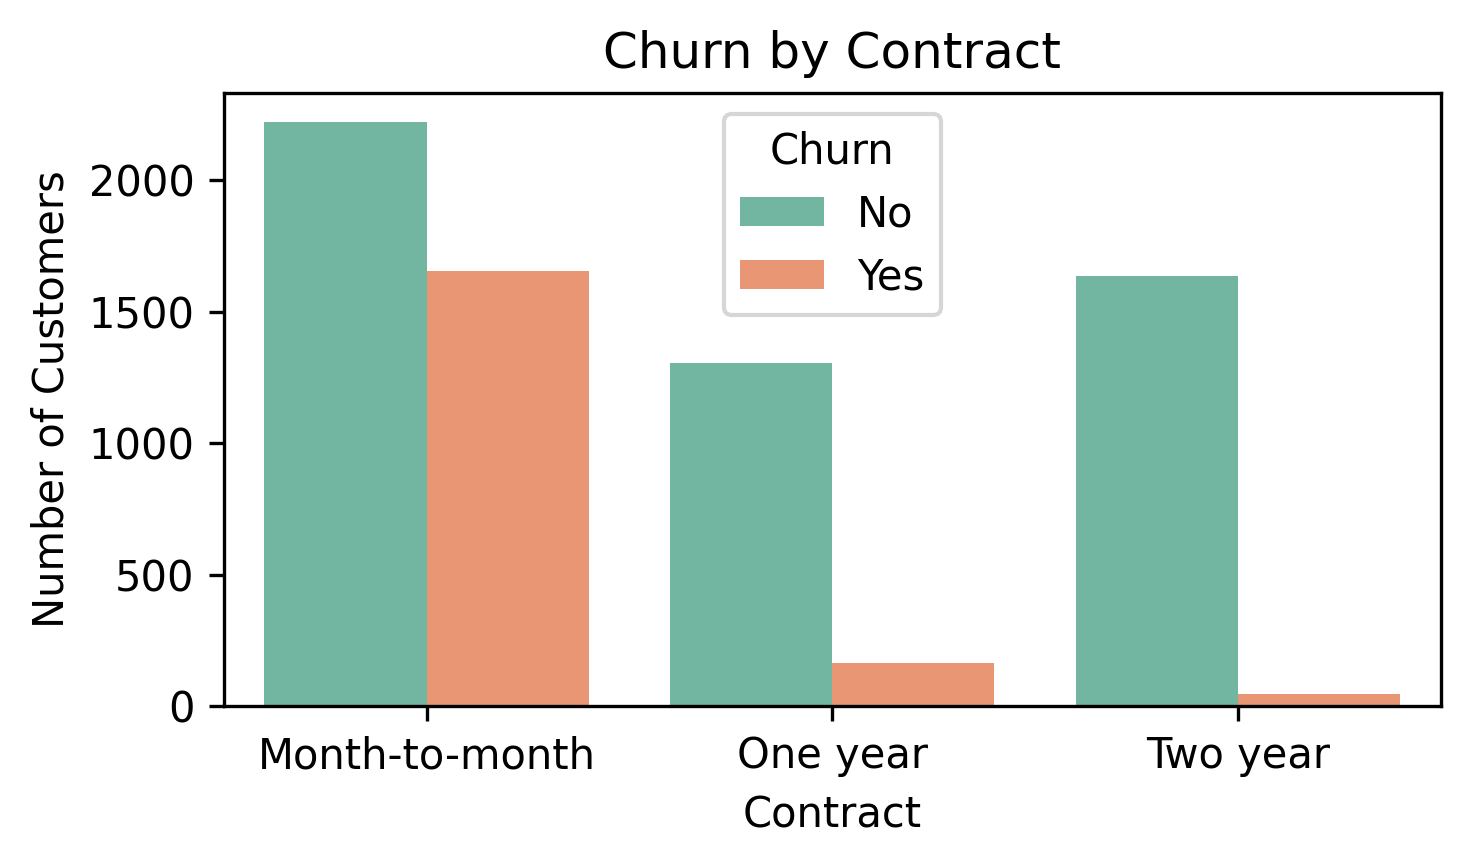 Churn by Contract
Number of Customers
2000
1500
1000
500
0
Churn
No
Yes
Month-to-month
One year
Two year
Contract